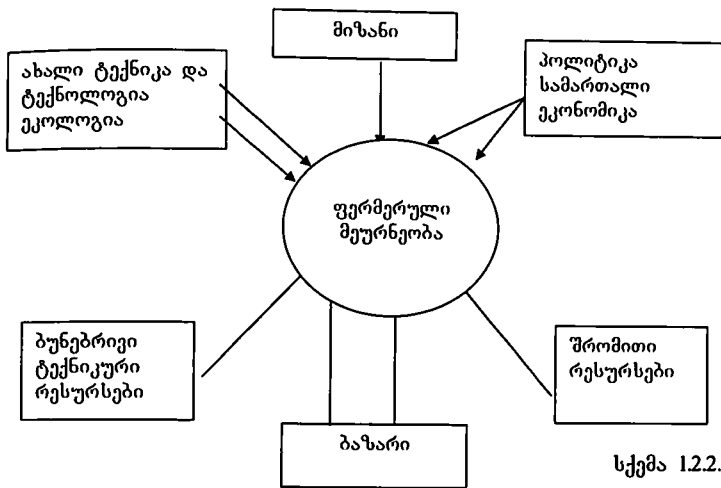 მიზანი
ახალი ტექნიკა და
ტექნოლოგია
ეკოლოგია
პოლიტიკა
სამართალი
ეკონომიკა
ფერმერული
მეურნეობა
ბუნებრივი
ტექნიკური
რესურსები
შრომითი
რესურსები
ბაზარი
სქემა 1.2.2.